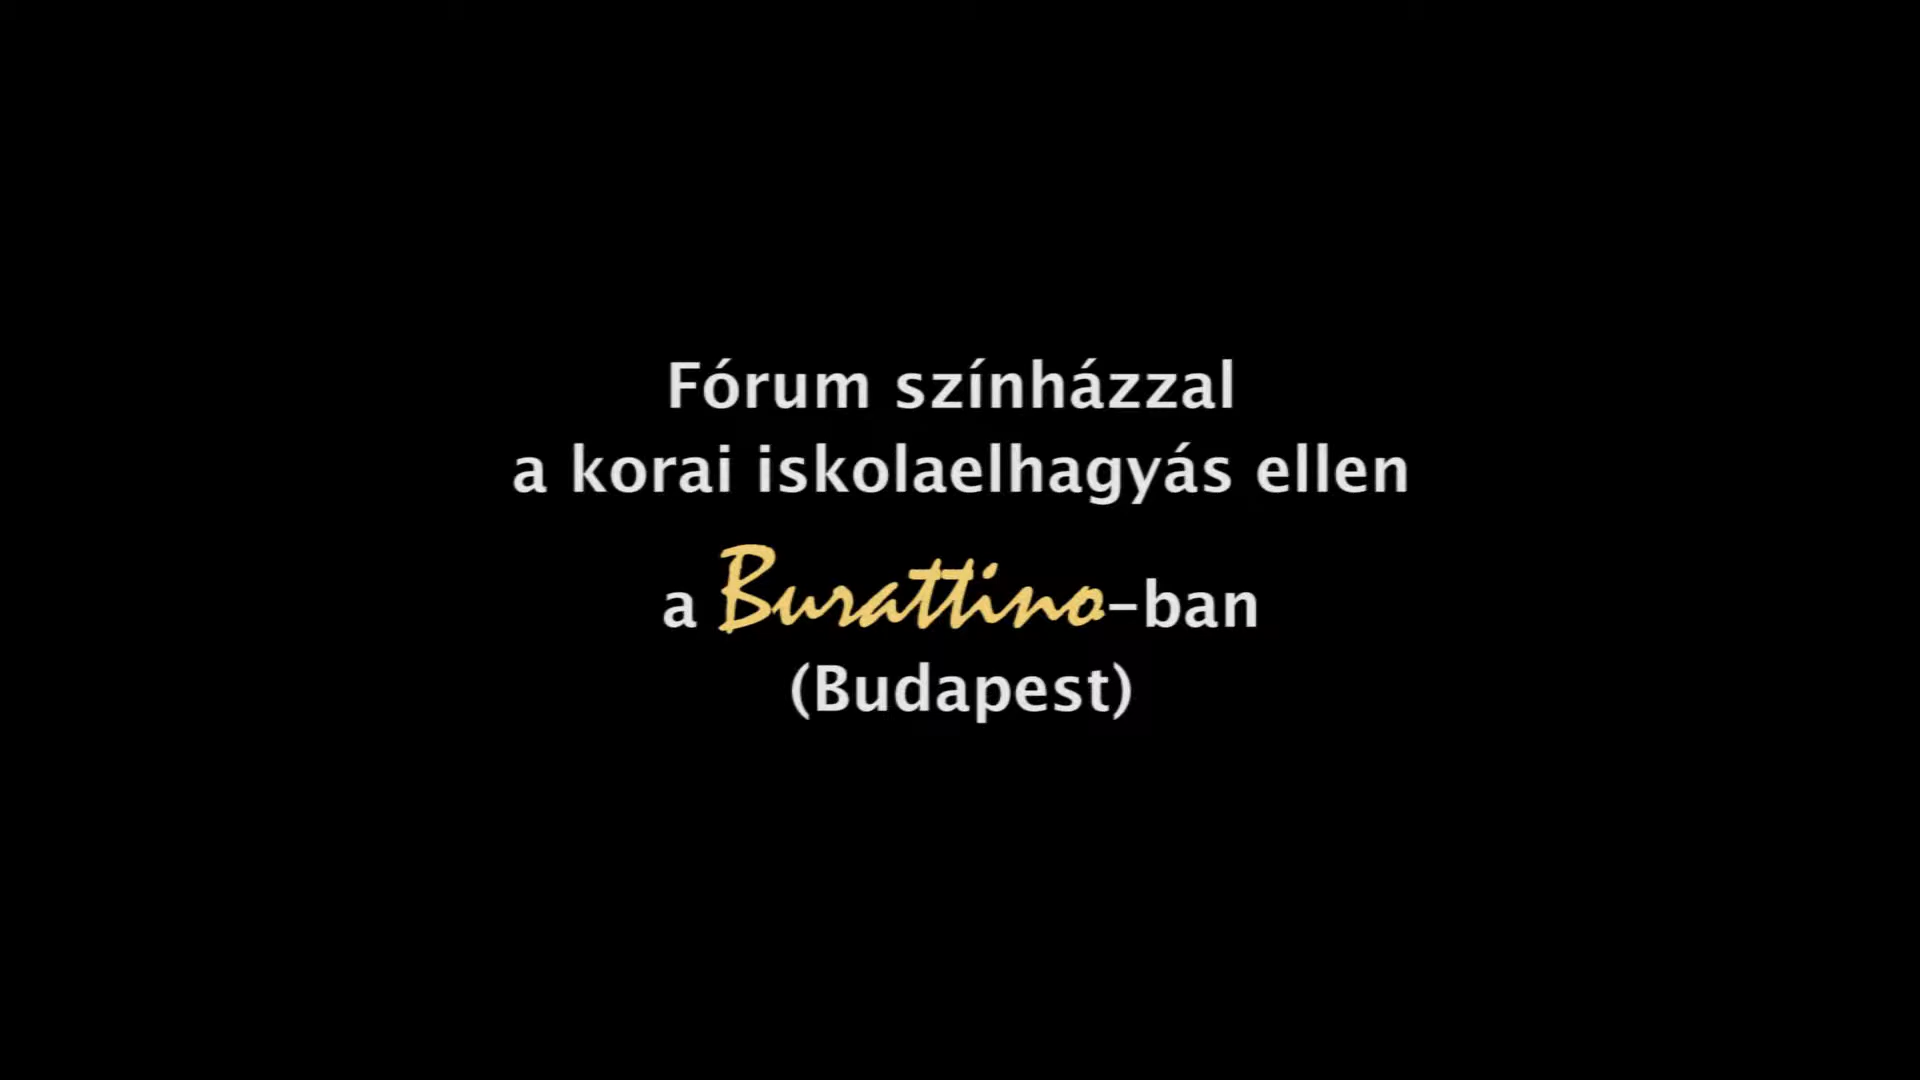 Fórum színházzal
a korai iskolaelhagyás ellen
a Burattino-ban
(Budapest)